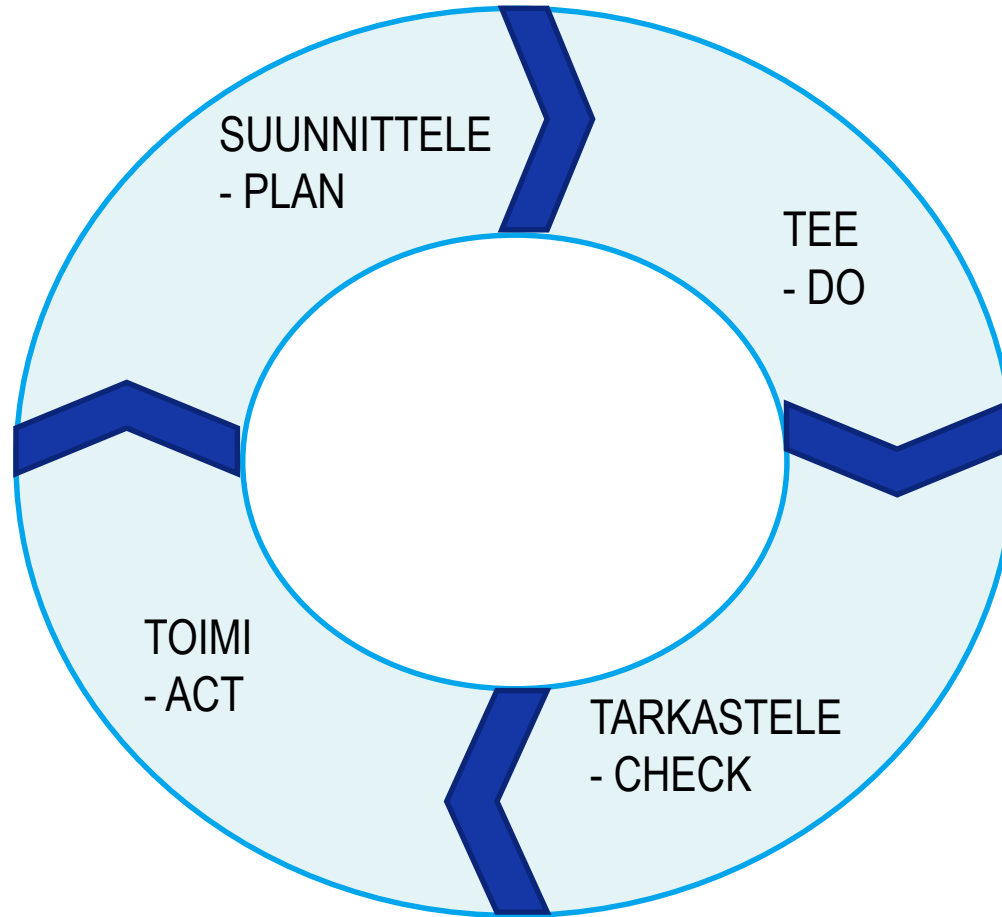 SUUNNITTELE
- PLAN
TEE
- DO
TARKASTELE
- CHECK
TOIMI
- ACT